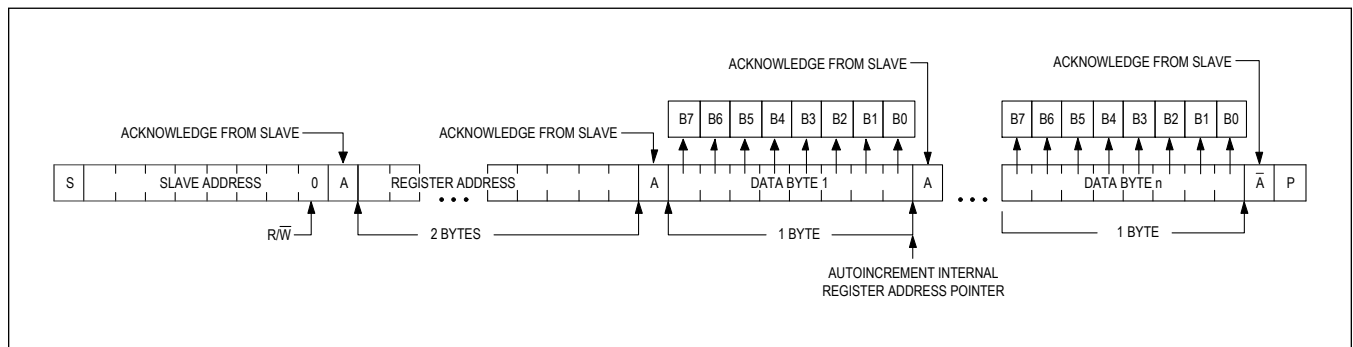 ACKNOWLEDGE FROM SLAVE
ACKNOWLEDGE FROM SLAVE
B7 B6 B5 B4 B3 B2 B1 B0
B7 B6 B5 B4 B3 B2 B1 B0
ACKNOWLEDGE FROM SLAVE
ACKNOWLEDGE FROM SLAVE
S SLAVE ADDRESS 0 A REGISTER ADDRESS ••• A DATA BYTE 1 A ••• DATA BYTE n A̅ P
R/W̅
2 BYTES
1 BYTE
1 BYTE
AUTOINCREMENT INTERNAL
REGISTER ADDRESS POINTER